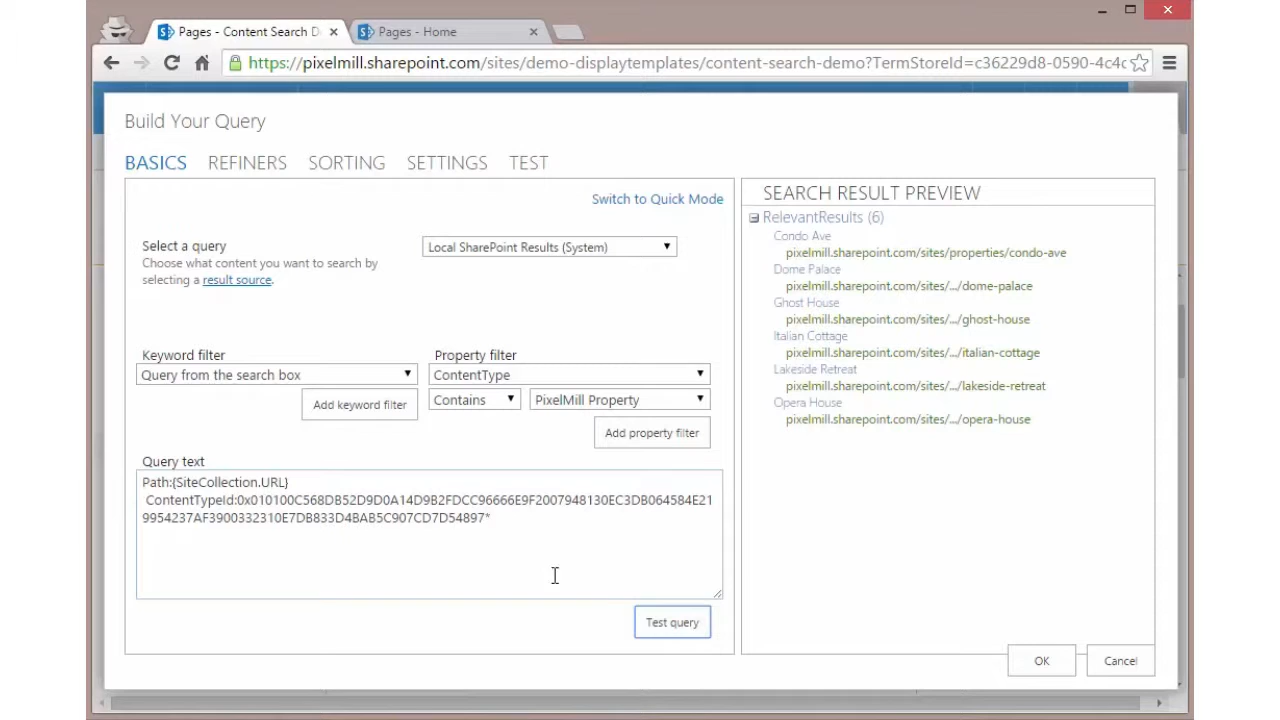 Pages - Content Search D
Pages - Home
https://pixelmill.sharepoint.com/sites/demo-displaytemplates/content-search-demo?TermStoreId=c36229d8-0590-4c4c
Build Your Query
BASICS REFINERS SORTING SETTINGS TEST
Switch to Quick Mode
Select a query
Local SharePoint Results (System)
Choose what content you want to search by
selecting a result source.
Keyword filter
Property filter
Query from the search box
ContentType
Contains
PixelMill Property
Add keyword filter
Add property filter
Query text
Path:{SiteCollection.URL}
ContentTypeId:0x010100C568DB52D9D0A14D9B2FDCC96666E9F2007948130EC3DB064584E21
9954237AF3900332310E7DB833D4BAB5C907CD7D54897*
Test query
SEARCH RESULT PREVIEW
RelevantResults (6)
Condo Ave
pixelmill.sharepoint.com/sites/properties/condo-ave
Dome Palace
pixelmill.sharepoint.com/sites/.../dome-palace
Ghost House
pixelmill.sharepoint.com/sites/.../ghost-house
Italian Cottage
pixelmill.sharepoint.com/sites/.../italian-cottage
Lakeside Retreat
pixelmill.sharepoint.com/sites/.../lakeside-retreat
Opera House
pixelmill.sharepoint.com/sites/.../opera-house
OK
Cancel